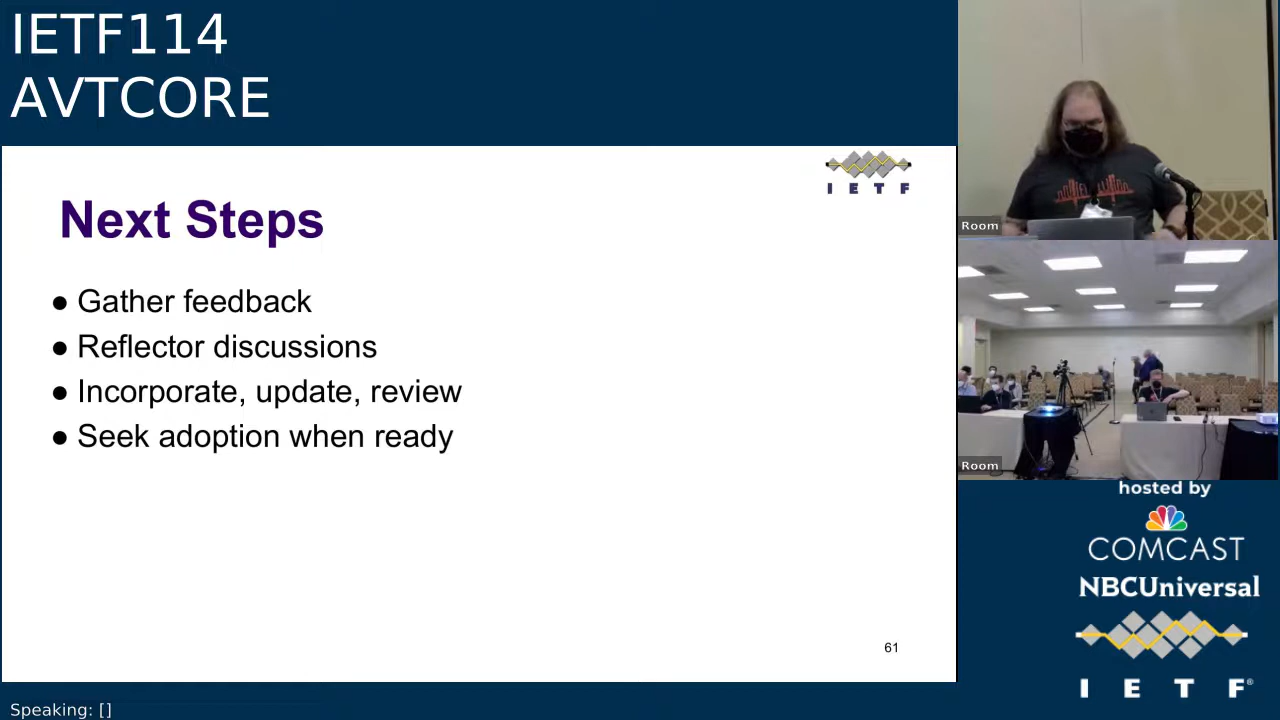 IETF114
AVTCORE
I E T F
Next Steps
● Gather feedback
● Reflector discussions
● Incorporate, update, review
● Seek adoption when ready
61
Room
Room
hosted by
COMCAST
NBCUniversal
I E T F®
Speaking: []